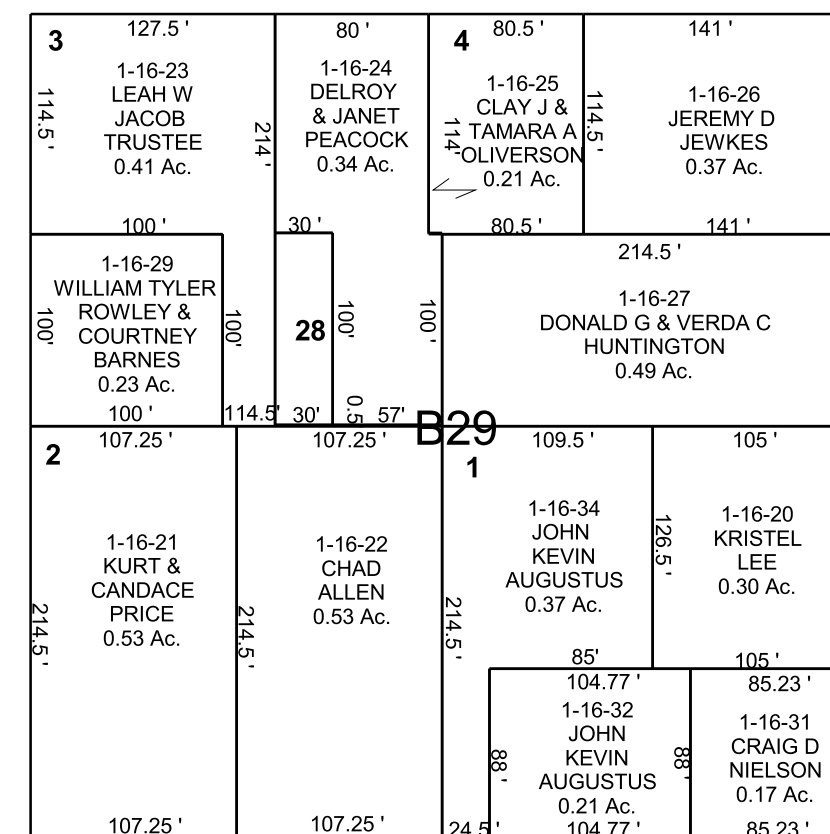 3
127.5 '
80 '
4
80.5 '
141 '
1-16-23
LEAH W
JACOB
TRUSTEE
0.41 Ac.
114.5 '
214 '
1-16-24
DELROY
& JANET
PEACOCK
0.34 Ac.
1-16-25
CLAY J &
TAMARA A
OLIVERSON
0.21 Ac.
114'
114.5 '
1-16-26
JEREMY D
JEWKES
0.37 Ac.
100 '
30 '
80.5 '
141 '
1-16-29
WILLIAM TYLER
ROWLEY &
COURTNEY
BARNES
0.23 Ac.
100'
100'
28
100'
100 '
214.5 '
1-16-27
DONALD G & VERDA C
HUNTINGTON
0.49 Ac.
100 '
114.5'
30'
0.5
57'
B29
2
107.25 '
107.25 '
1
109.5 '
105 '
1-16-21
KURT &
CANDACE
PRICE
0.53 Ac.
214.5 '
214.5 '
1-16-22
CHAD
ALLEN
0.53 Ac.
214.5 '
1-16-34
JOHN
KEVIN
AUGUSTUS
0.37 Ac.
126.5 '
1-16-20
KRISTEL
LEE
0.30 Ac.
85'
105 '
104.77 '
85.23 '
1-16-32
JOHN
KEVIN
AUGUSTUS
0.21 Ac.
88'
88'
1-16-31
CRAIG D
NIELSON
0.17 Ac.
107.25 '
107.25 '
24.5'
104.77 '
85.23 '